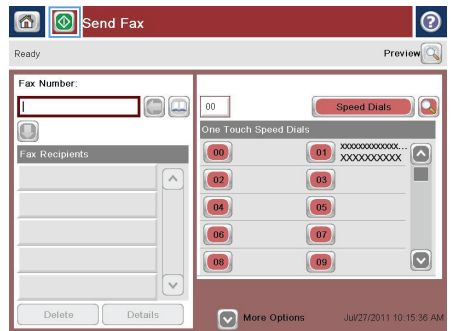 Send Fax
?
Ready
Preview
Fax Number:
00
Speed Dials
One Touch Speed Dials
Fax Recipients
00
01
XXXXXXXXXXXXX...
XXXXXXXXXX
02
03
04
05
06
07
08
09
Delete
Details
More Options
Jul/27/2011 10:15:36 AM